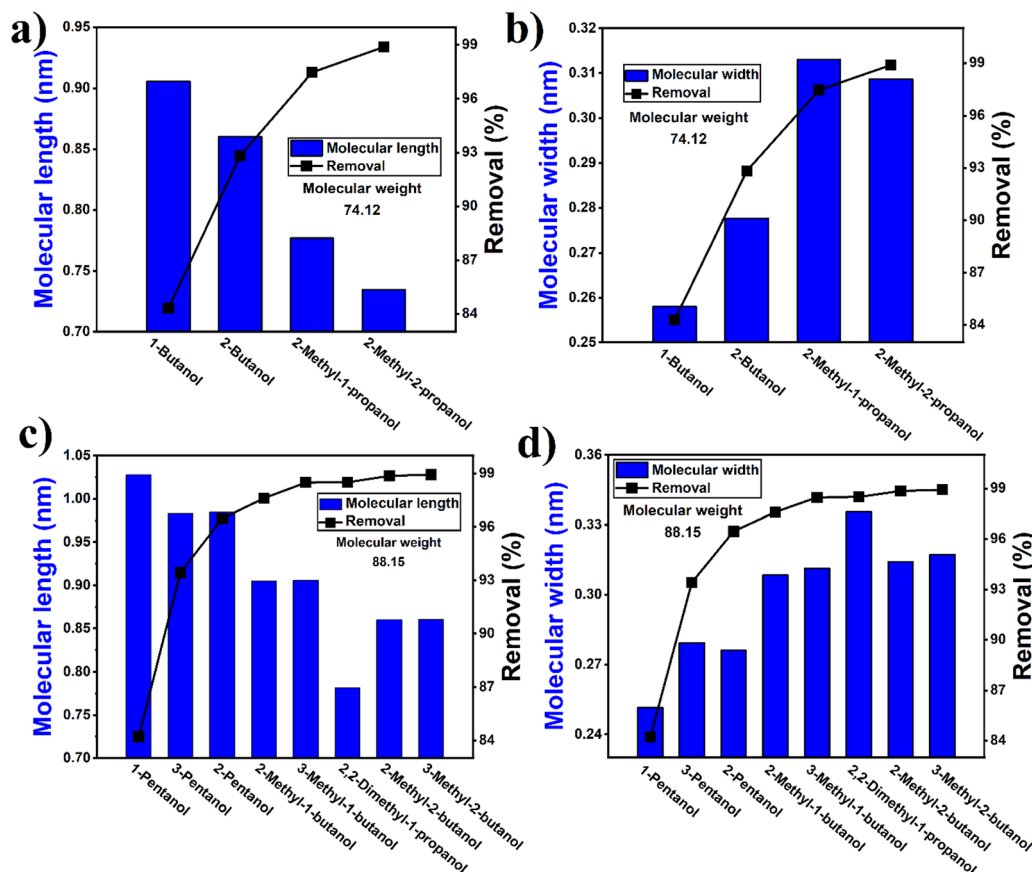 a)
Molecular length (nm)
0.95
0.90
0.85
0.80
0.75
0.70
Molecular length
Removal
Molecular weight
74.12
99
97
93
90
87
84
Removal (%)
1-Butanol
2-Butanol
2-Methyl-1-propanol
2-Methyl-2-propanol
b)
Molecular width (nm)
0.32
0.31
0.30
0.29
0.28
0.27
0.26
0.25
Molecular width
Removal
Molecular weight
74.12
99
96
93
90
87
84
Removal (%)
1-Butanol
2-Butanol
2-Methyl-1-propanol
2-Methyl-2-propanol
c)
Molecular length (nm)
1.05
1.00
0.95
0.90
0.85
0.80
0.75
0.70
Molecular length
Removal
Molecular weight
88.15
99
96
93
90
87
84
Removal (%)
1-Pentanol
3-Pentanol
2-Pentanol
2-Methyl-1-butanol
3-Methyl-1-butanol
2,2-Dimethyl-1-propanol
2-Methyl-2-butanol
3-Methyl-2-butanol
d)
Molecular width (nm)
0.36
0.33
0.30
0.27
0.24
Molecular width
Removal
Molecular weight
88.15
99
96
93
90
87
84
Removal (%)
1-Pentanol
3-Pentanol
2-Pentanol
2-Methyl-1-butanol
3-Methyl-1-butanol
2,2-Dimethyl-1-propanol
2-Methyl-2-butanol
3-Methyl-2-butanol